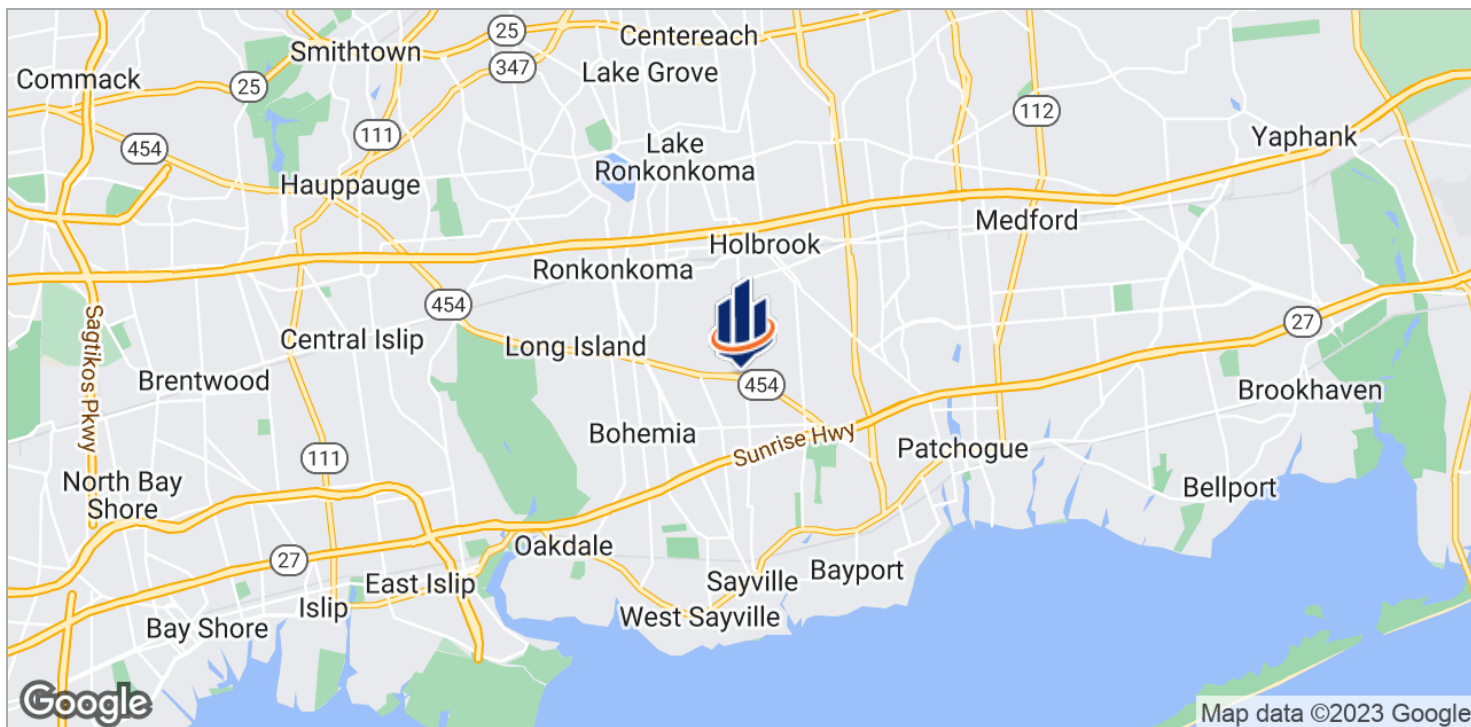 25
Centereach
Smithtown
347
Lake Grove
Commack
25
112
111
Yaphank
454
Lake
Ronkonkoma
Hauppauge
Medford
Holbrook
Ronkonkoma
454
27
Central Islip
Long Island
Sagtikos Pkwy
Brentwood
454
Brookhaven
Bohemia
Sunrise Hwy
Patchogue
111
North Bay
Shore
Bellport
Oakdale
27
Bayport
East Islip
Sayville
Islip
West Sayville
Bay Shore
Google
Map data ©2023 Google